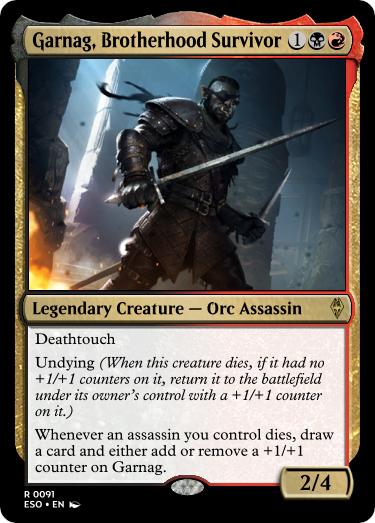 Garnag, Brotherhood Survivor 1
Legendary Creature — Orc Assassin
Deathtouch
Undying (When this creature dies, if it had no
+1/+1 counters on it, return it to the battlefield
under its owner's control with a +1/+1 counter
on it.)
Whenever an assassin you control dies, draw
a card and either add or remove a +1/+1
counter on Garnag.
2/4
R 0091
ESO • EN